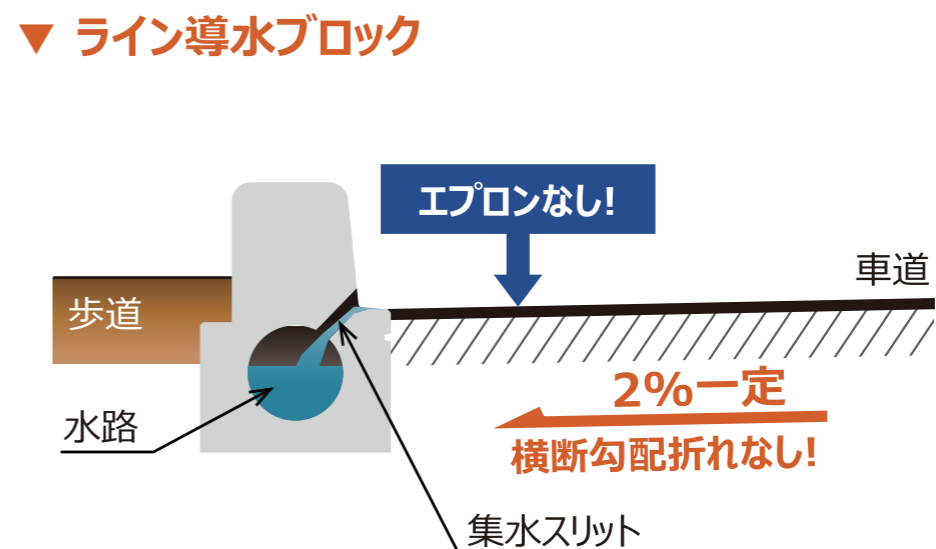 ▼ ライン導水ブロック
エプロンなし!
車道
歩道
2%一定
水路
横断勾配折れなし!
集水スリット